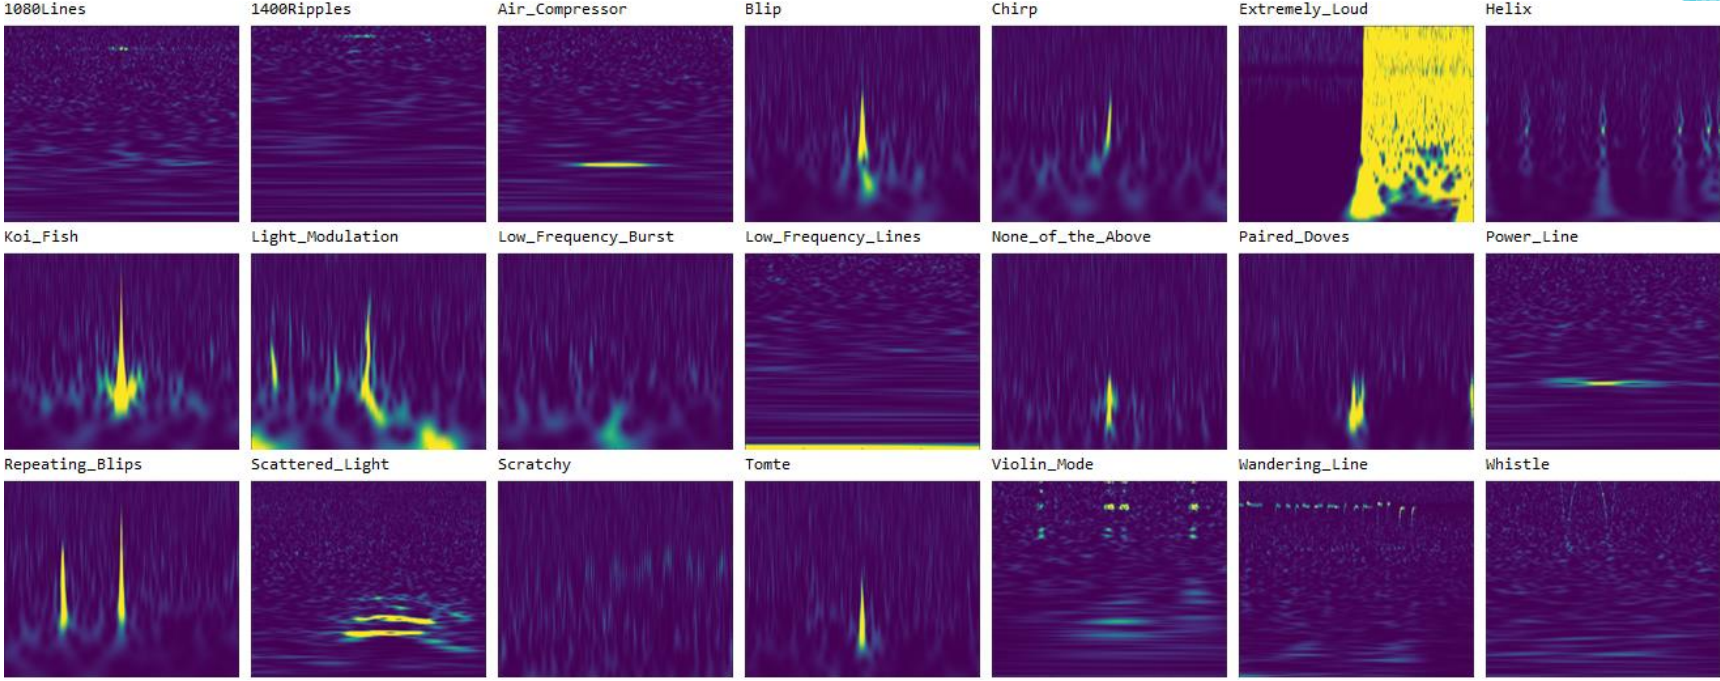 1080Lines 1400Ripples Air_Compressor Blip Chirp Extremely_Loud Helix
Koi_Fish Light_Modulation Low_Frequency_Burst Low_Frequency_Lines None_of_the_Above Paired_Doves Power_Line
Repeating_Blips Scattered_Light Scratchy Tomte Violin_Mode Wandering_Line Whistle